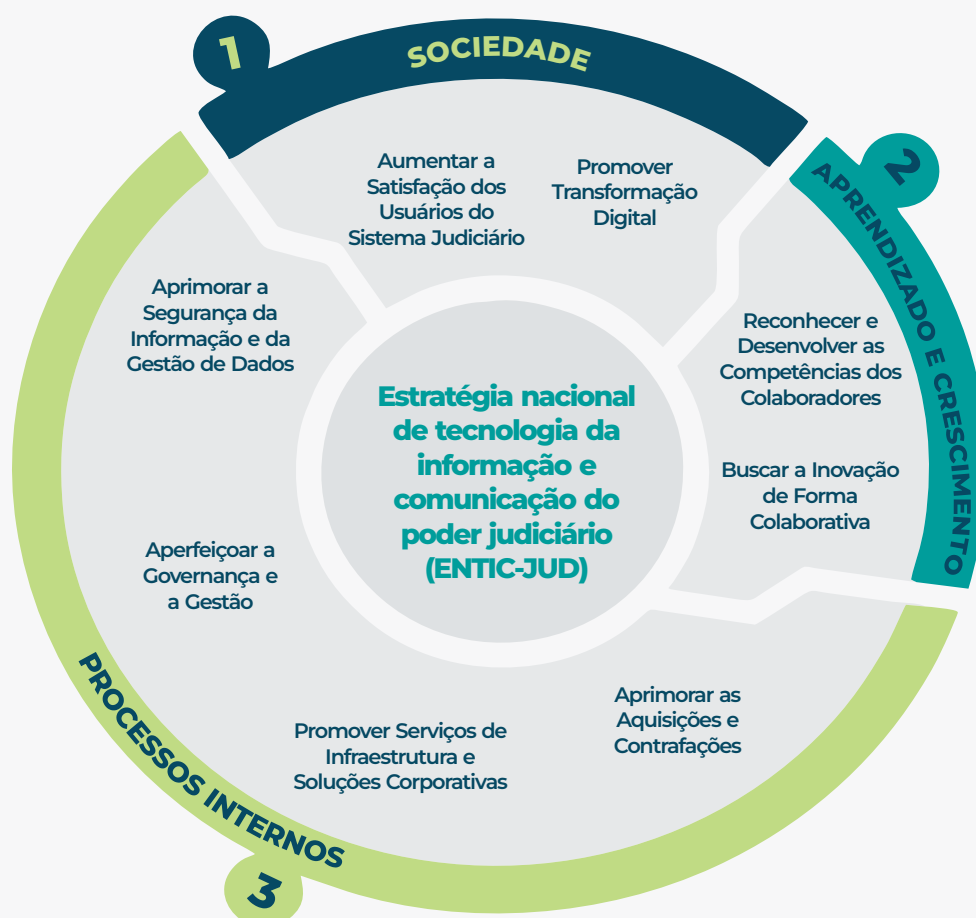 1
SOCIEDADE
Aumentar a
Satisfação dos
Usuários do
Sistema Judiciário
Promover
Transformação
Digital
2
APRENDIZADO E CRESCIMENTO
Reconhecer e
Desenvolver as
Competências dos
Colaboradores
Buscar a Inovação
de Forma
Colaborativa
Estratégia nacional
de tecnologia da
informação e
comunicação do
poder judiciário
(ENTIC-JUD)
3
PROCESSOS INTERNOS
Aprimorar a
Segurança da
Informação e da
Gestão de Dados
Aperfeiçoar a
Governança e
a Gestão
Promover Serviços de
Infraestrutura e
Soluções Corporativas
Aprimorar as
Aquisições e
Contrafações